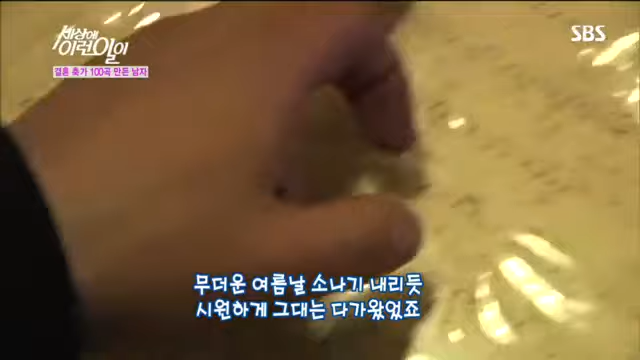 세상에
이런일이
SBS
결혼 축가 100곡 만든 남자
무더운 여름날 소나기 내리듯
시원하게 그대는 다가왔었죠